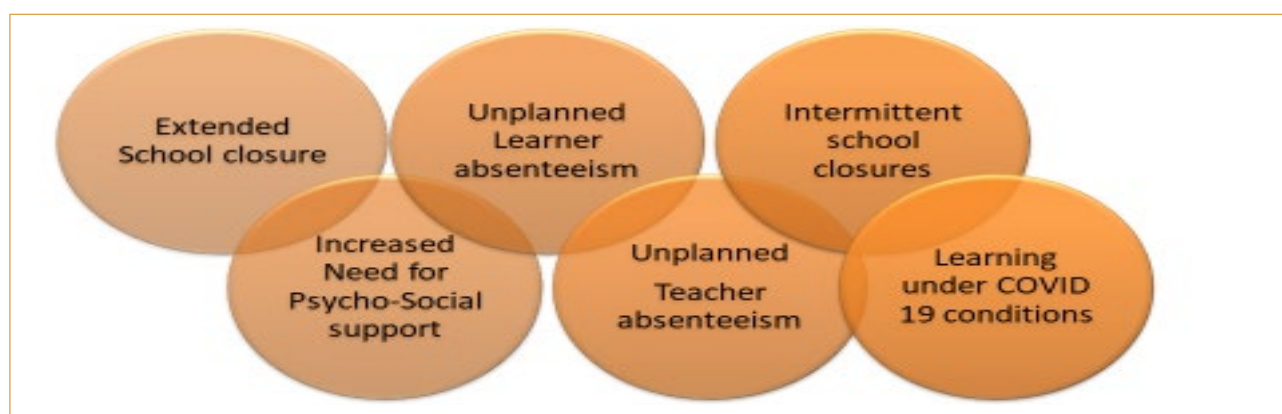 Extended
School closure
Unplanned
Learner
absenteeism
Intermittent
school
closures
Increased
Need for
Psycho-Social
support
Unplanned
Teacher
absenteeism
Learning
under COVID
19 conditions